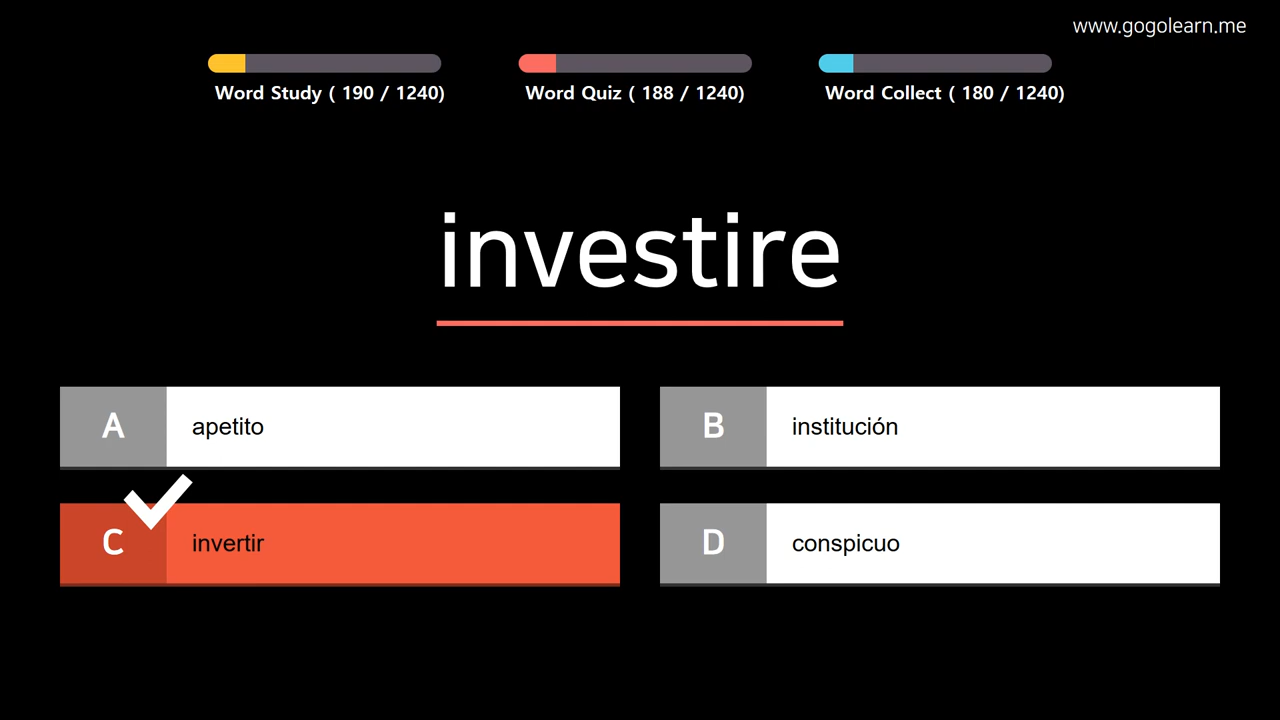 www.gogolearn.me
Word Study ( 190 / 1240)
Word Quiz ( 188 / 1240)
Word Collect ( 180 / 1240)
investire
A apetito
B institución
C invertir
D conspicuo